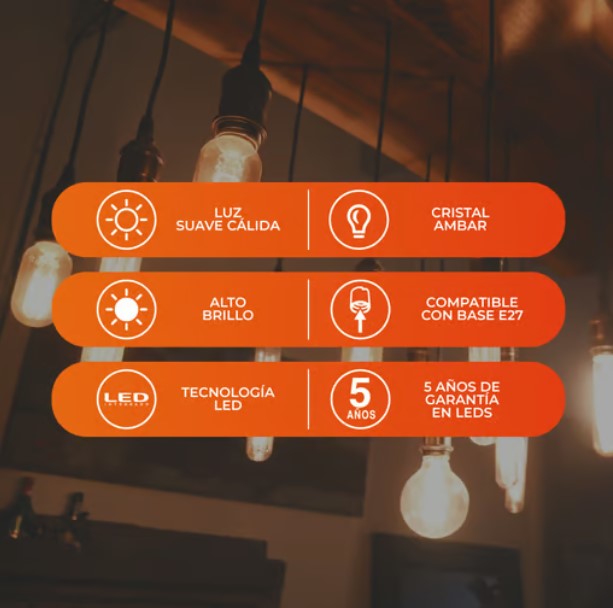 LUZ
SUAVE CÁLIDA
CRISTAL
AMBAR
ALTO
BRILLO
COMPATIBLE
CON BASE E27
LED
TECNOLOGÍA
LED
5
AÑOS
5 AÑOS DE
GARANTÍA
EN LEDS